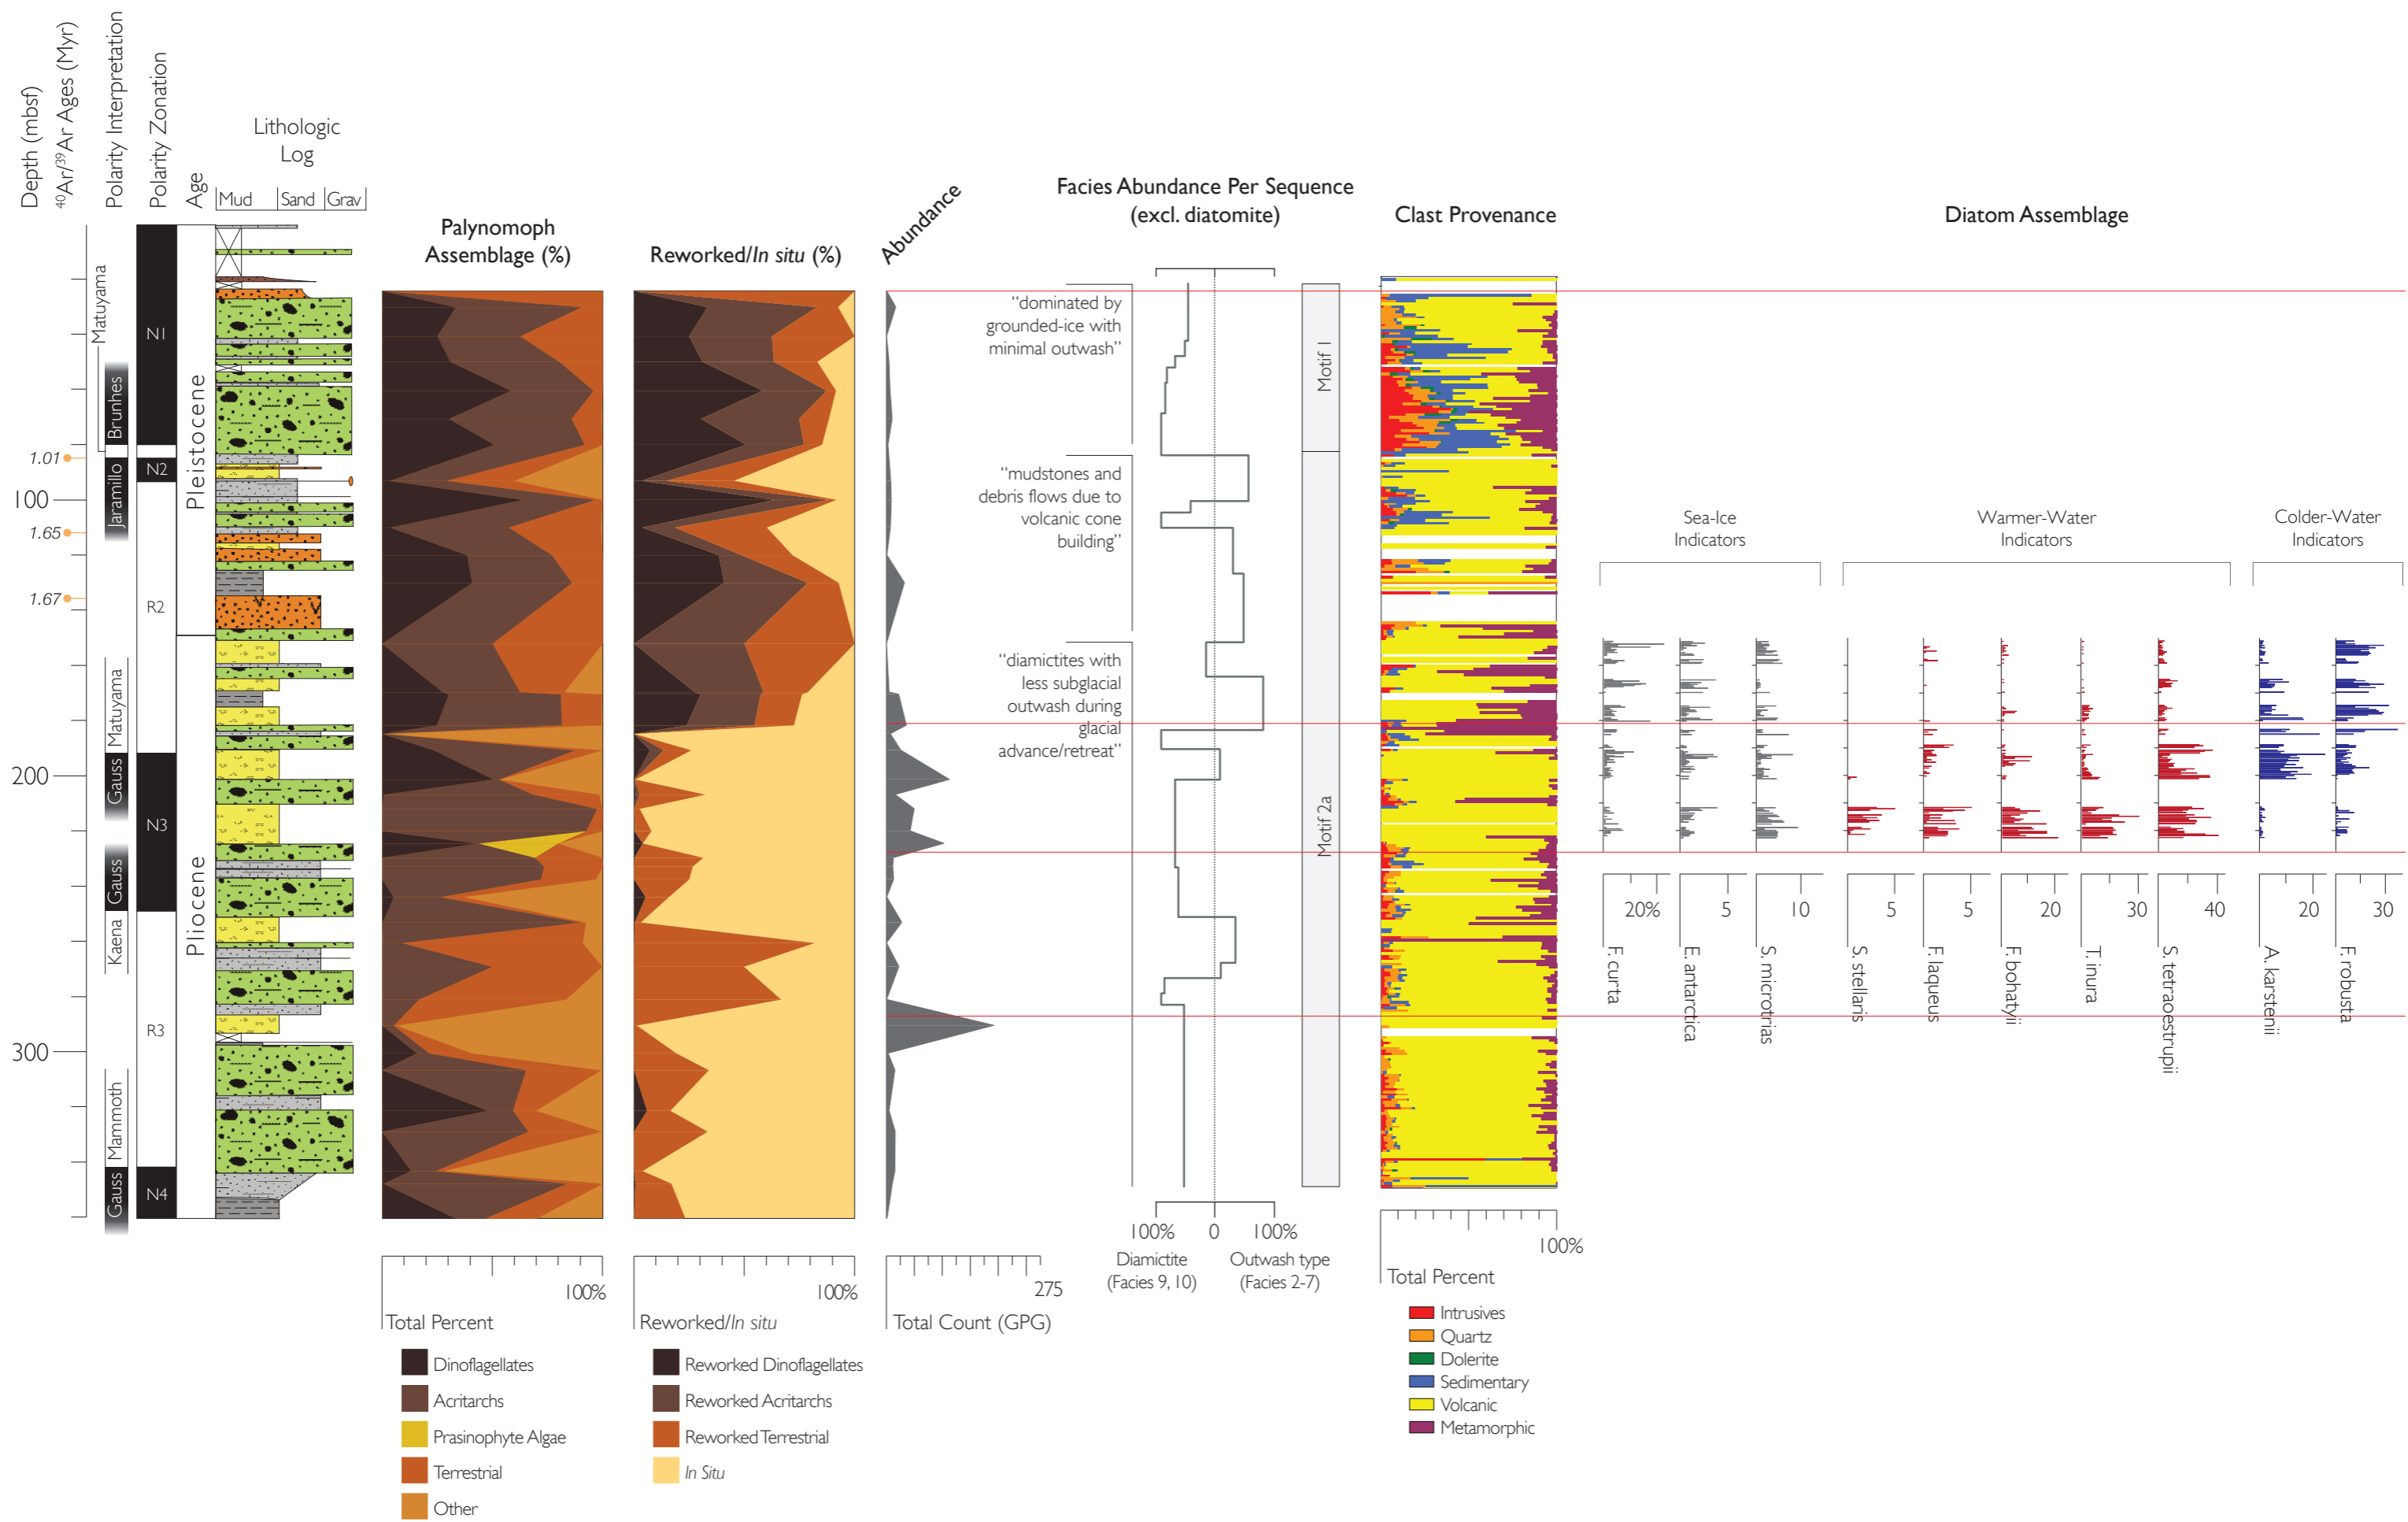 Depth (mbsf)
40Ar/39Ar Ages (Myr)
Polarity Interpretation
Polarity Zonation
Age
Lithologic
Log
Mud
Sand
Grav
Palynomoph
Assemblage (%)
Reworked/In situ (%)
Abundance
Facies Abundance Per Sequence
(excl. diatomite)
Clast Provenance
Diatom Assemblage
Matuyama
Brunhes
Jaramillo
Matuyama
Gauss
Gauss
Kaena
Mammoth
Gauss
N1
N2
R2
N3
R3
N4
Pleistocene
Pliocene
1.01
100
1.65
1.67
200
300
"dominated by
grounded-ice with
minimal outwash"
"mudstones and
debris flows due to
volcanic cone
building"
"diamictites with
less subglacial
outwash during
glacial
advance/retreat"
Motif 1
Motif 2a
Sea-Ice
Indicators
Warmer-Water
Indicators
Colder-Water
Indicators
20%
5
10
5
5
20
30
40
20
30
F. curta
E. antarctica
S. microtrias
S. stellaris
F. laqueus
F. bohatyii
T. inura
S. tetraoestrupii
A. karstenii
F. robusta
100%
0
100%
Diamictite
(Facies 9, 10)
Outwash type
(Facies 2-7)
100%
Total Percent
Dinoflagellates
Acritarchs
Prasinophyte Algae
Terrestrial
Other
100%
Reworked/In situ
Reworked Dinoflagellates
Reworked Acritarchs
Reworked Terrestrial
In Situ
275
Total Count (GPG)
100%
Total Percent
Intrusives
Quartz
Dolerite
Sedimentary
Volcanic
Metamorphic